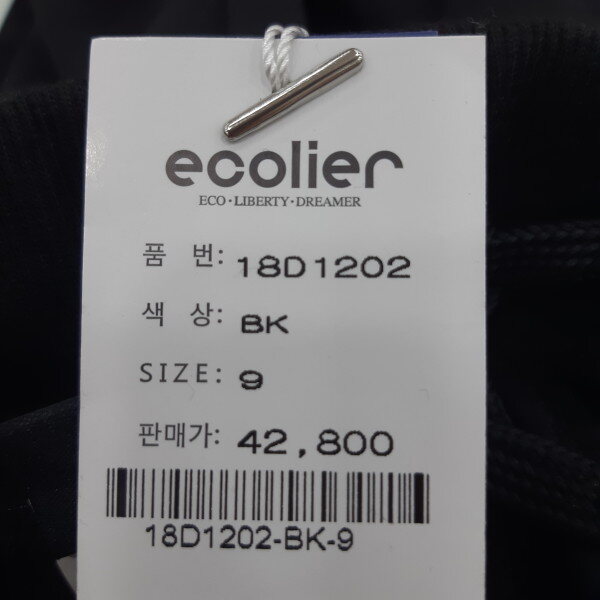 ecolier
ECO·LIBERTY·DREAMER
품 번: 18D1202
색 상: BK
SIZE: 9
판매가: 42,800
18D1202-BK-9